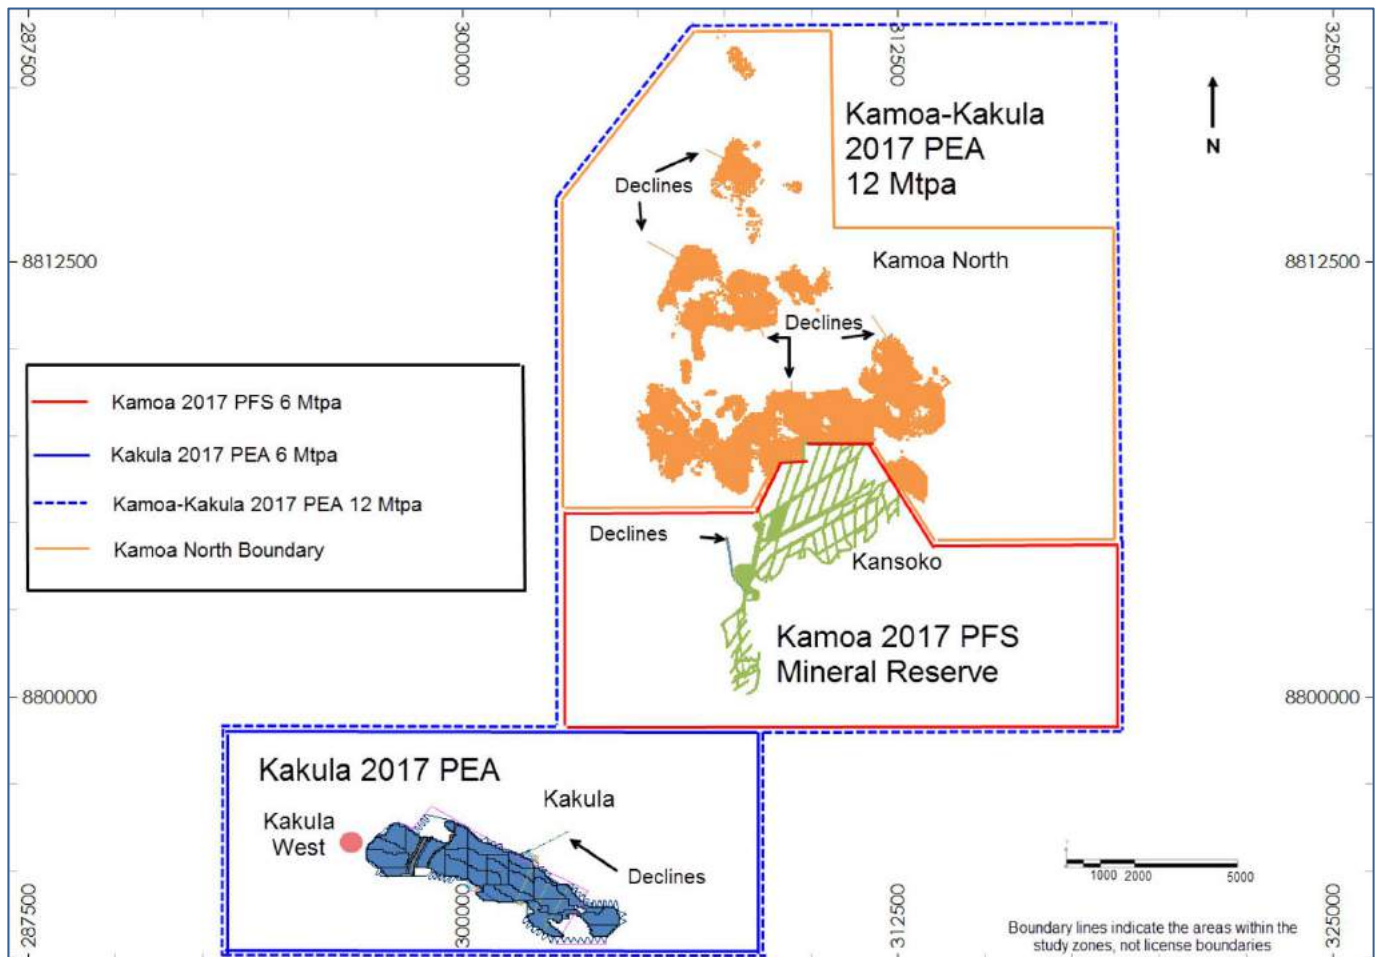 287500
300000
312500
325000
Kamoa-Kakula
2017 PEA
12 Mtpa
N
Declines
8812500
Kamoa North
8812500
Declines
Kamoa 2017 PFS 6 Mtpa
Kakula 2017 PEA 6 Mtpa
Kamoa-Kakula 2017 PEA 12 Mtpa
Kamoa North Boundary
Declines
Kansoko
Kamoa 2017 PFS
Mineral Reserve
8800000
8800000
Kakula 2017 PEA
Kakula
Kakula
West
Declines
1000 2000 5000
287500
300000
312500
325000
Boundary lines indicate the areas within the
study zones, not license boundaries